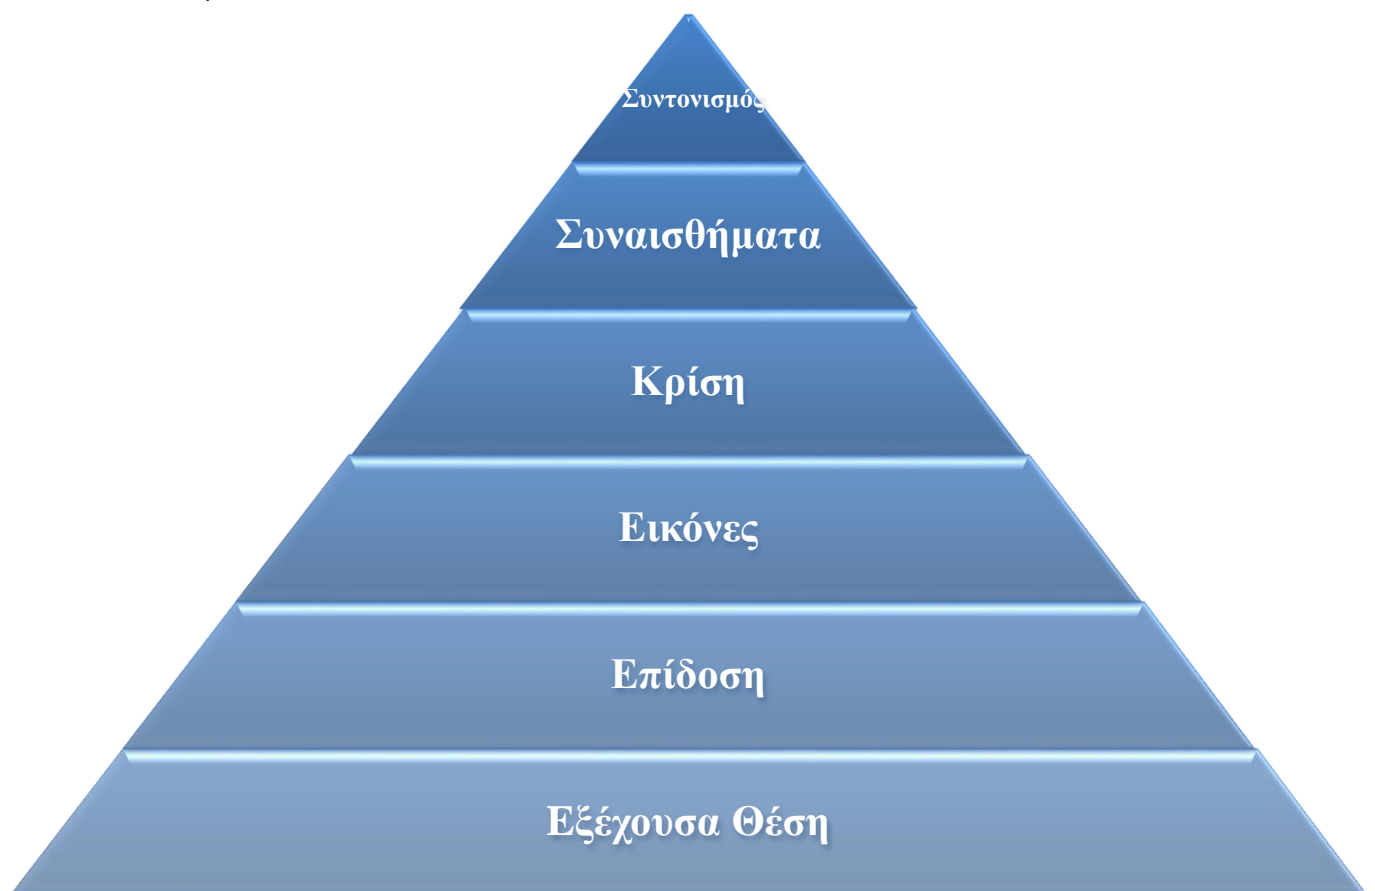 Συντονισμός
Συναισθήματα
Κρίση
Εικόνες
Επίδοση
Εξέχουσα Θέση